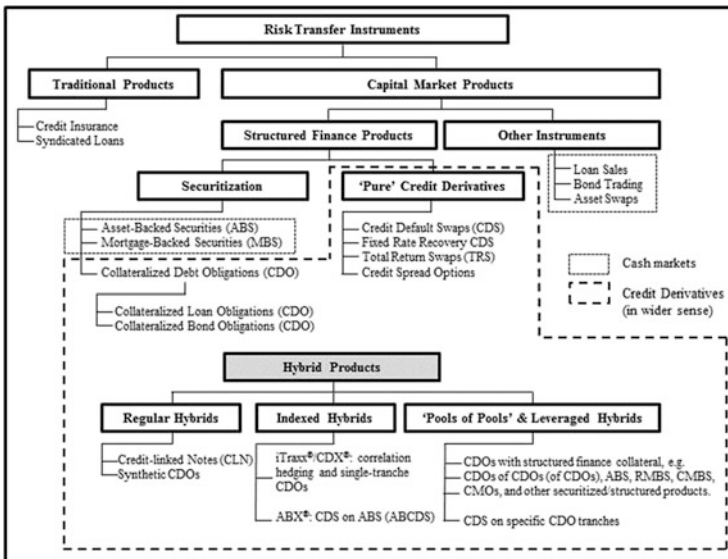 Risk Transfer Instruments
Traditional Products
Capital Market Products
Credit Insurance
Syndicated Loans
Structured Finance Products
Other Instruments
Loan Sales
Bond Trading
Asset Swaps
Securitization
'Pure' Credit Derivatives
Asset-Backed Securities (ABS)
Mortgage-Backed Securities (MBS)
Collateralized Debt Obligations (CDO)
Collateralized Loan Obligations (CDO)
Collateralized Bond Obligations (CDO)
Credit Default Swaps (CDS)
Fixed Rate Recovery CDS
Total Return Swaps (TRS)
Credit Spread Options
Cash markets
Credit Derivatives
(in wider sense)
Hybrid Products
Regular Hybrids
Indexed Hybrids
'Pools of Pools' & Leveraged Hybrids
Credit-linked Notes (CLN)
Synthetic CDOs
iTraxx®/CDX®: correlation
hedging and single-tranche
CDOs
ABX®: CDS on ABS (ABCDS)
CDOs with structured finance collateral, e.g.
CDOs of CDOs (of CDOs), ABS, RMBS, CMBS,
CMOs, and other securitized/structured products.
CDS on specific CDO tranches